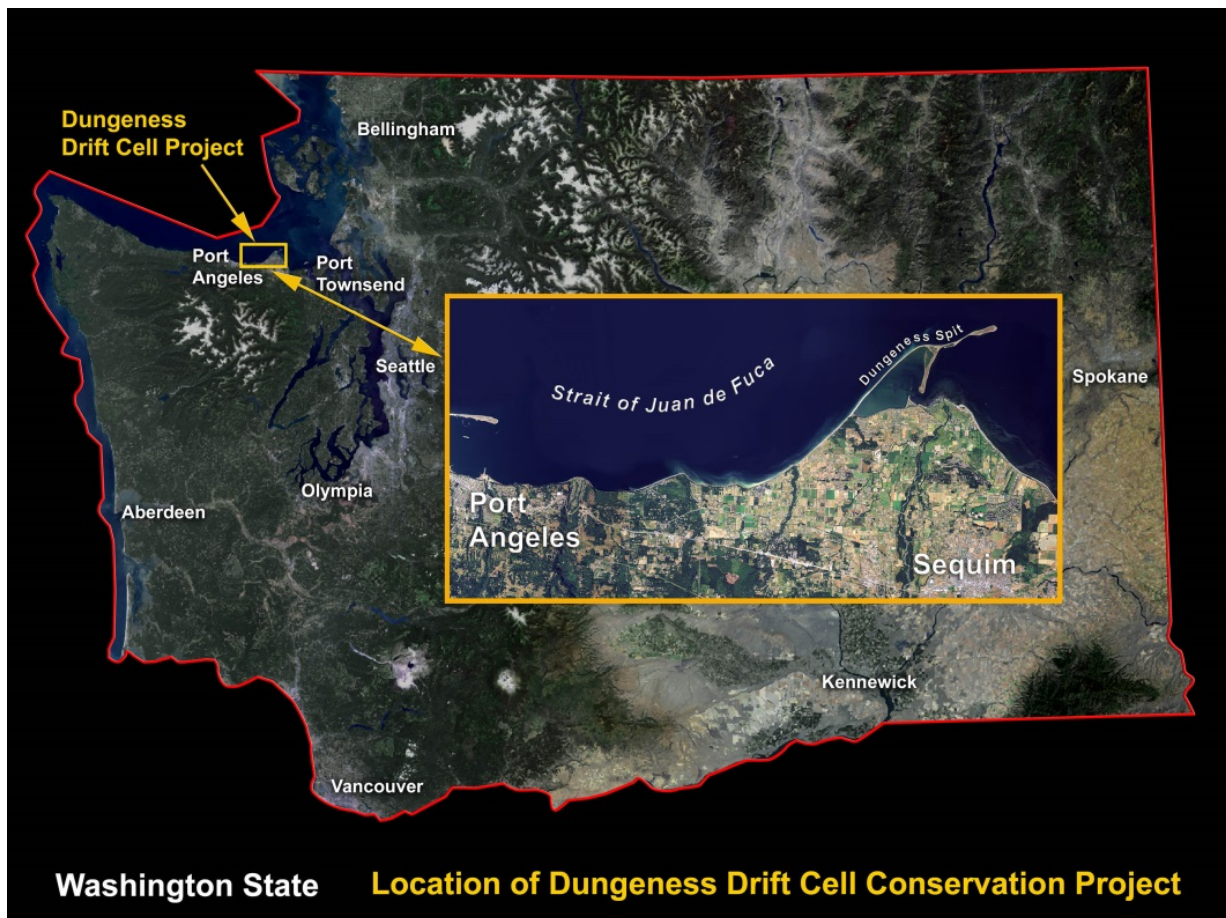 Dungeness
Drift Cell Project
Bellingham
Port
Angeles
Port
Townsend
Seattle
Dungeness Spit
Strait of Juan de Fuca
Spokane
Olympia
Port
Angeles
Aberdeen
Sequim
Kennewick
Vancouver
Washington State
Location of Dungeness Drift Cell Conservation Project